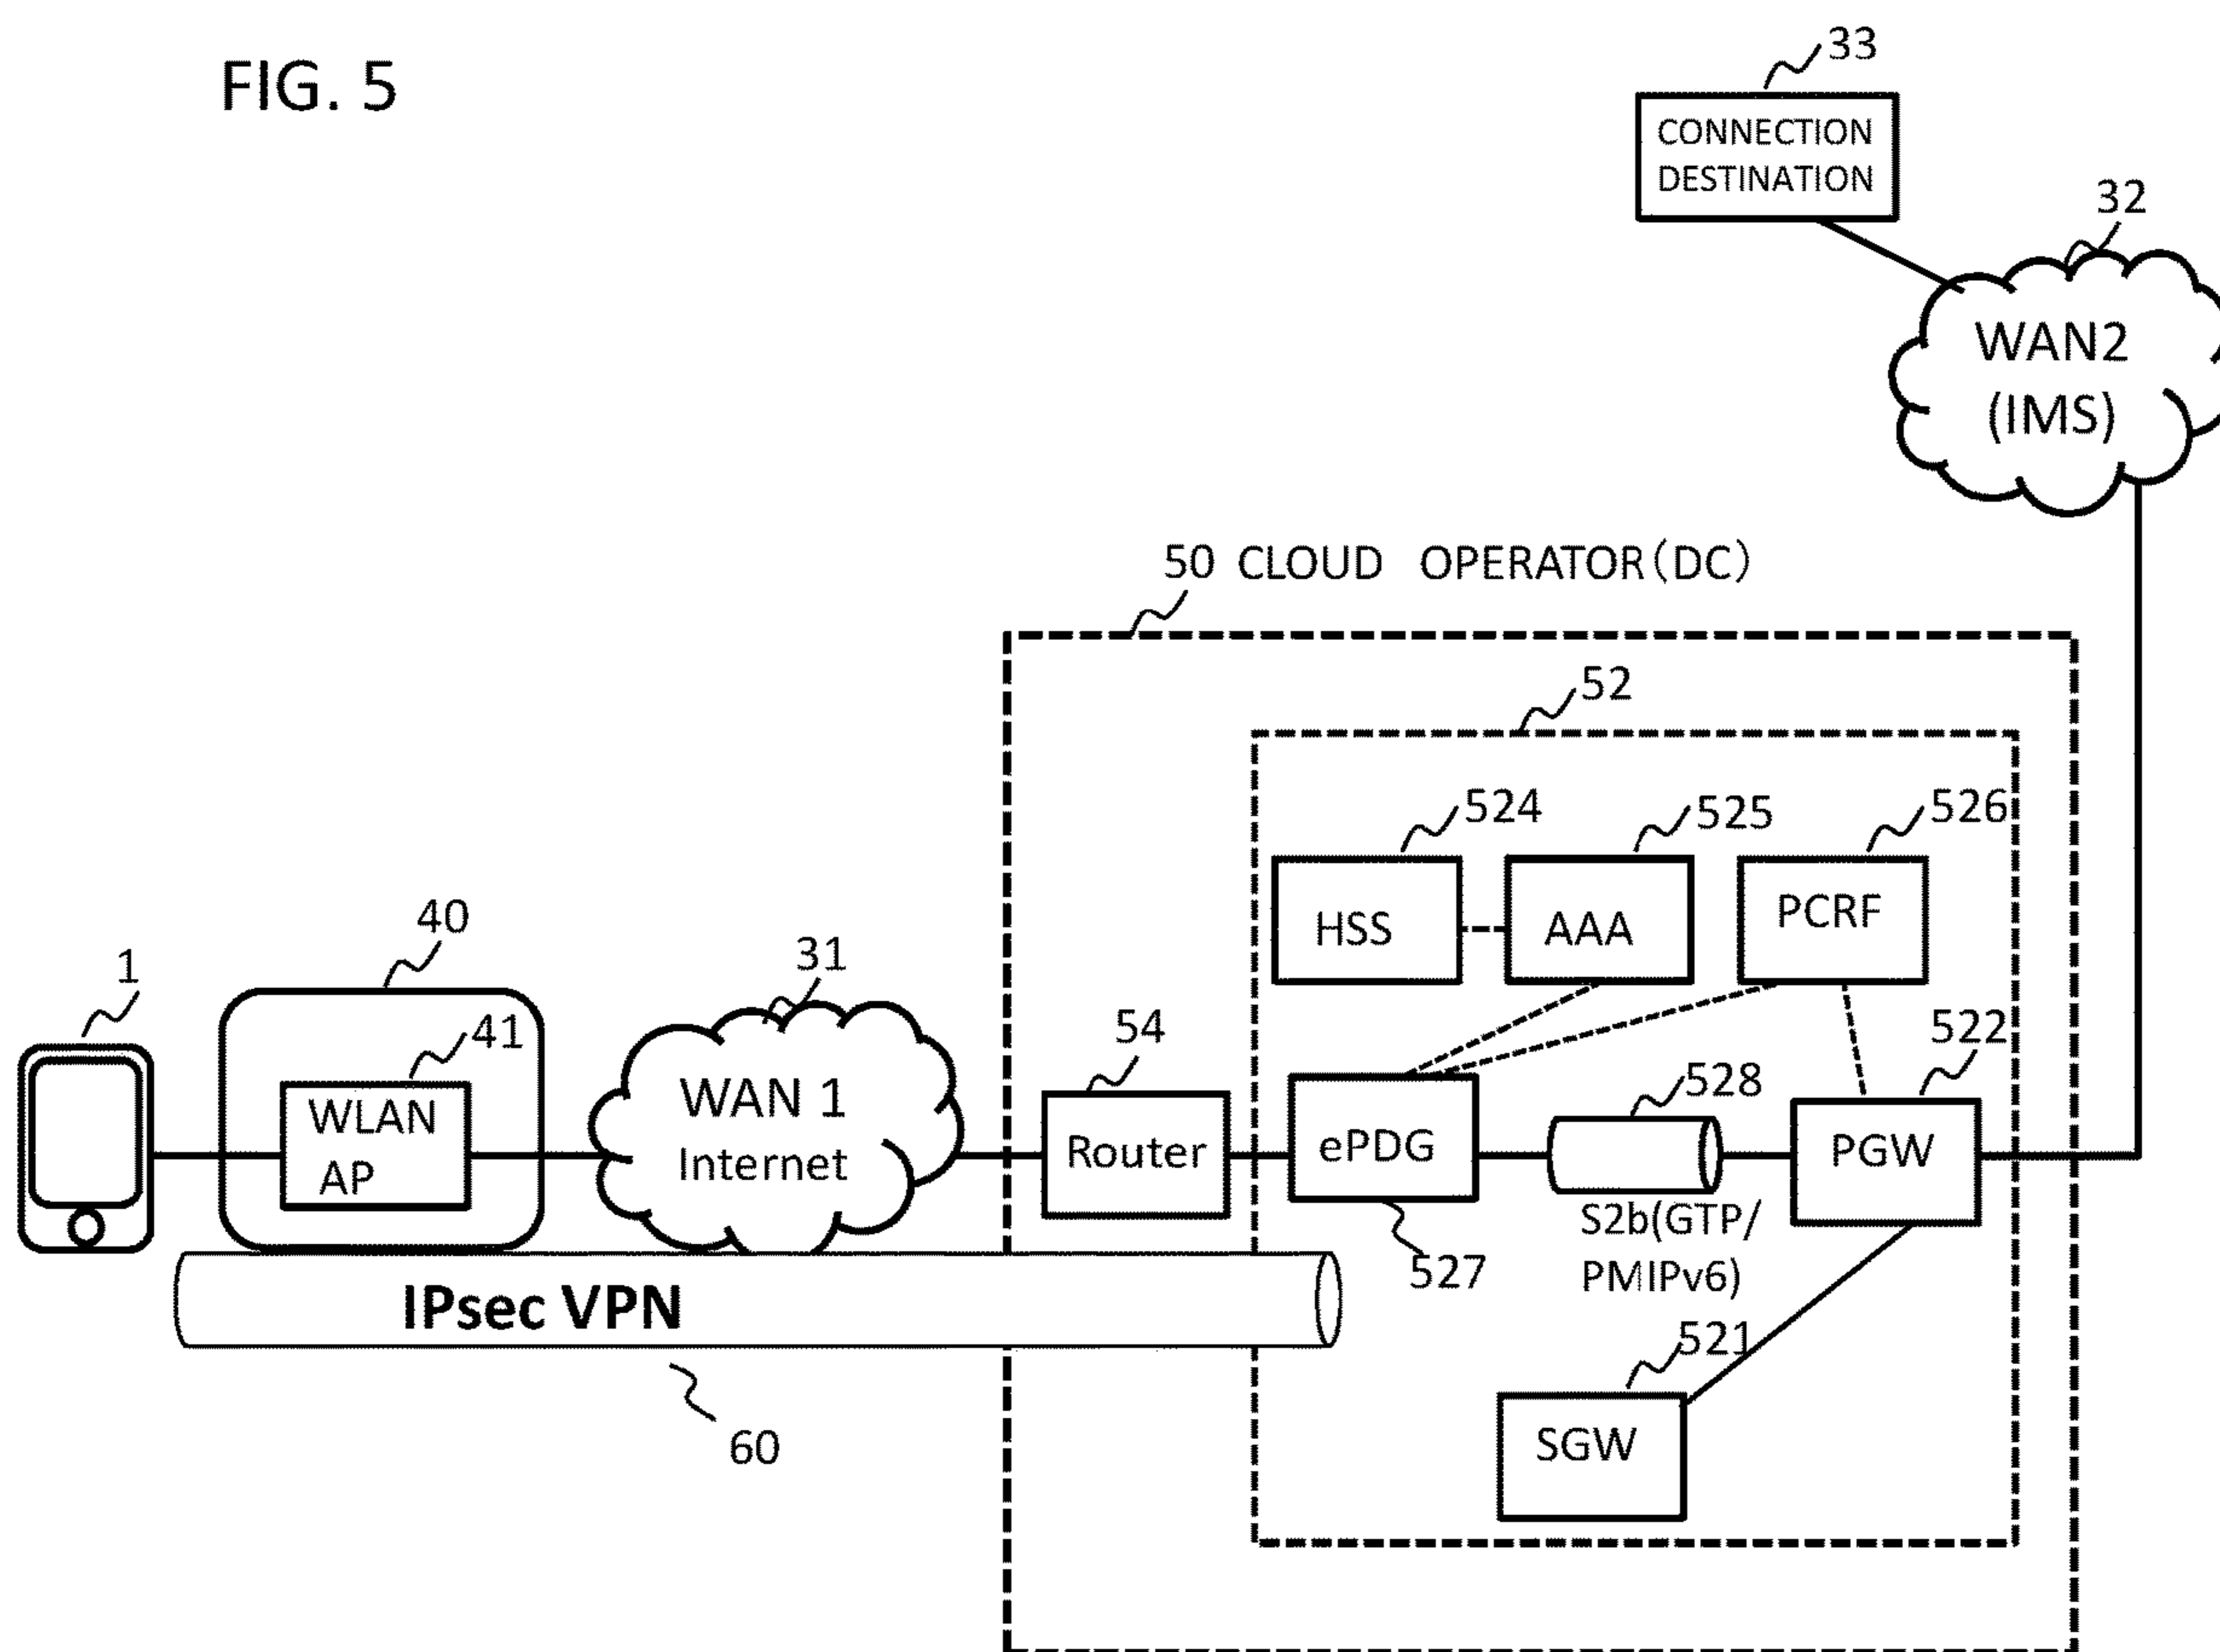 FIG. 5
33
CONNECTION
DESTINATION
32
WAN2
(IMS)
50 CLOUD OPERATOR(DC)
52
524
525
526
HSS
AAA
PCRF
1
40
41
WLAN
AP
31
WAN 1
Internet
54
Router
ePDG
527
528
S2b(GTP/
PMIPv6)
522
PGW
521
SGW
IPsec VPN
60